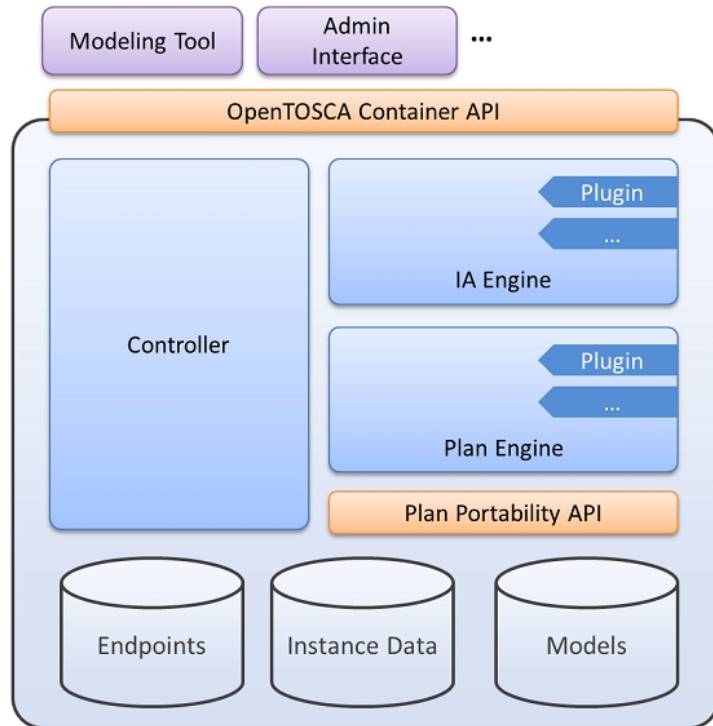 Modeling Tool
Admin
Interface
...
OpenTOSCA Container API
Controller
Plugin
...
IA Engine
Plugin
...
Plan Engine
Plan Portability API
Endpoints
Instance Data
Models